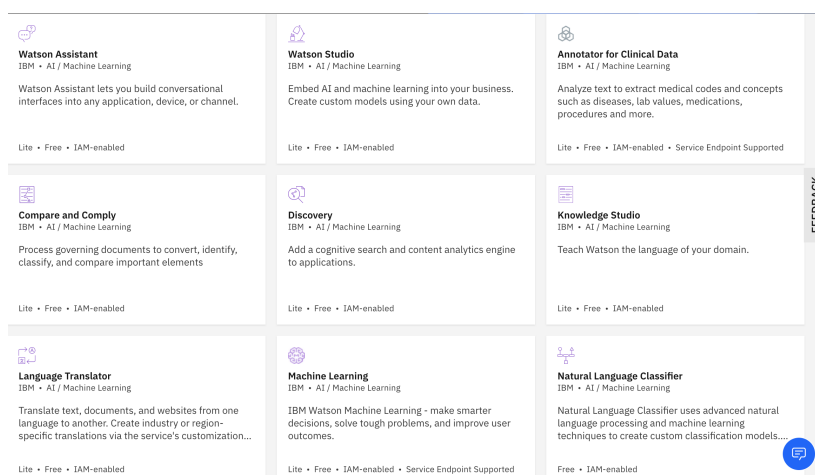 Watson Assistant
IBM • AI / Machine Learning
Watson Assistant lets you build conversational
interfaces into any application, device, or channel.
Lite • Free • IAM-enabled
Watson Studio
IBM • AI / Machine Learning
Embed AI and machine learning into your business.
Create custom models using your own data.
Lite • Free • IAM-enabled
Annotator for Clinical Data
IBM • AI / Machine Learning
Analyze text to extract medical codes and concepts
such as diseases, lab values, medications,
procedures and more.
Lite • Free • IAM-enabled • Service Endpoint Supported
Compare and Comply
IBM • AI / Machine Learning
Process governing documents to convert, identify,
classify, and compare important elements
Lite • Free • IAM-enabled
Discovery
IBM • AI / Machine Learning
Add a cognitive search and content analytics engine
to applications.
Lite • Free • IAM-enabled
Knowledge Studio
IBM • AI / Machine Learning
Teach Watson the language of your domain.
Lite • Free • IAM-enabled
FEEDBACK
Language Translator
IBM • AI / Machine Learning
Translate text, documents, and websites from one
language to another. Create industry or region-
specific translations via the service's customization...
Lite • Free • IAM-enabled
Machine Learning
IBM • AI / Machine Learning
IBM Watson Machine Learning - make smarter
decisions, solve tough problems, and improve user
outcomes.
Lite • Free • IAM-enabled • Service Endpoint Supported
Natural Language Classifier
IBM • AI / Machine Learning
Natural Language Classifier uses advanced natural
language processing and machine learning
techniques to create custom classification models....
Free • IAM-enabled